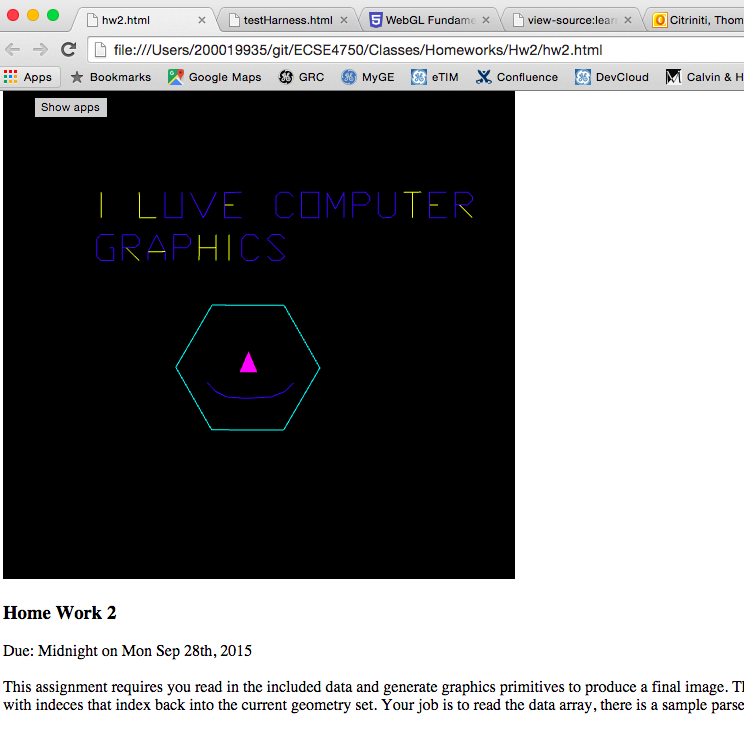 hw2.html
testHarness.html
WebGL Fundame
view-source:lear
Citriniti, Thom
file:///Users/200019935/git/ECSE4750/Classes/Homeworks/Hw2/hw2.html
Apps Bookmarks Google Maps GRC MyGE eTIM Confluence DevCloud Calvin & H
Show apps
I LOVE COMPUTER
GRAPHICS
Home Work 2
Due: Midnight on Mon Sep 28th, 2015
This assignment requires you read in the included data and generate graphics primitives to produce a final image. Th
with indeces that index back into the current geometry set. Your job is to read the data array, there is a sample parse